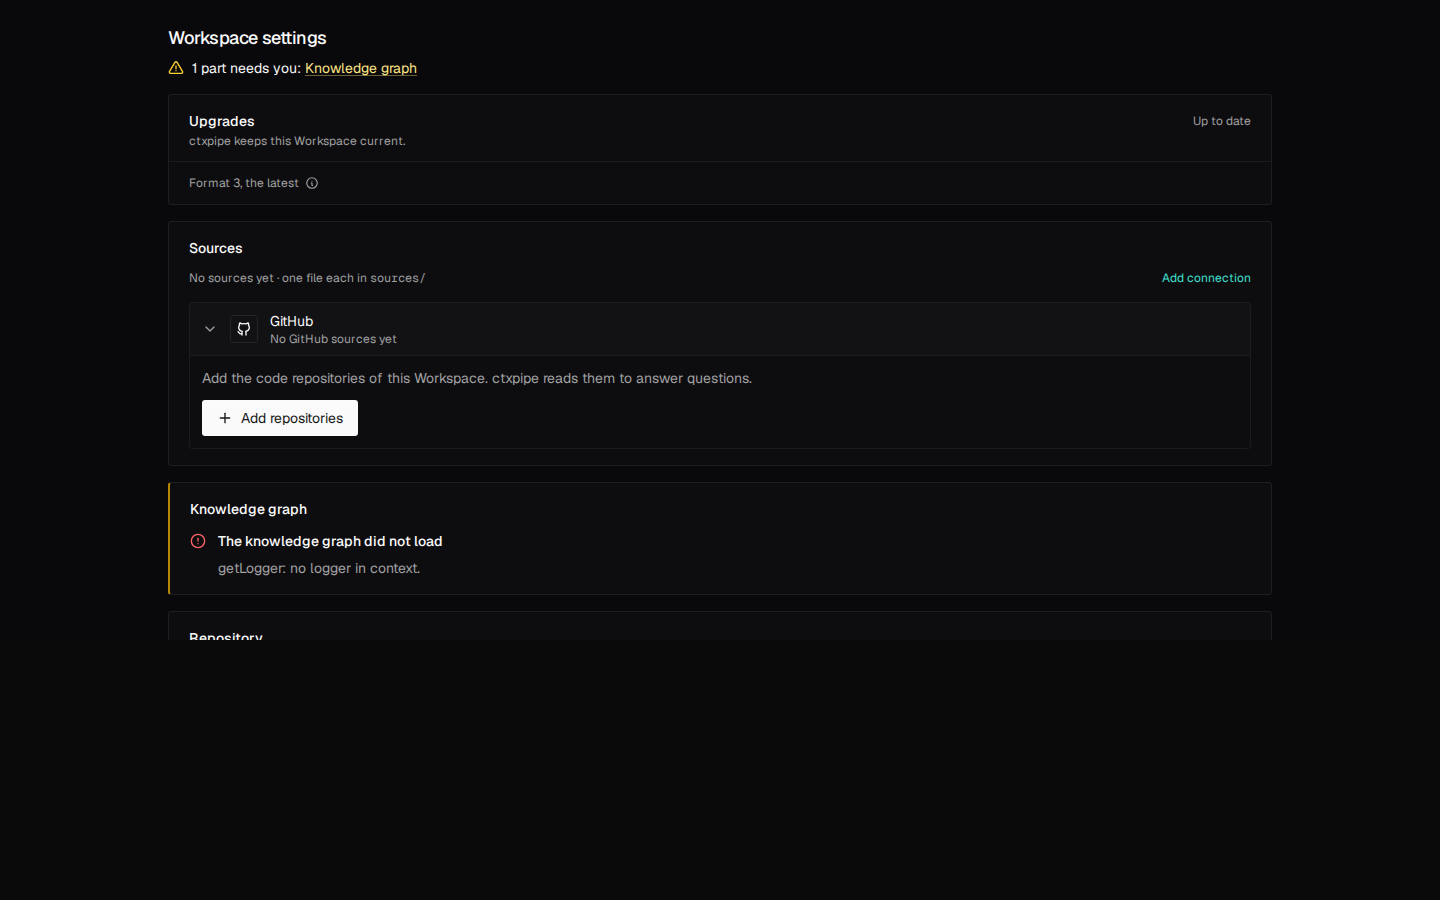 Workspace settings
1 part needs you: Knowledge graph
Upgrades
Up to date
ctxpipe keeps this Workspace current.
Format 3, the latest
Sources
No sources yet · one file each in sources/
Add connection
GitHub
No GitHub sources yet
Add the code repositories of this Workspace. ctxpipe reads them to answer questions.
Add repositories
Knowledge graph
The knowledge graph did not load
getLogger: no logger in context.
Repository